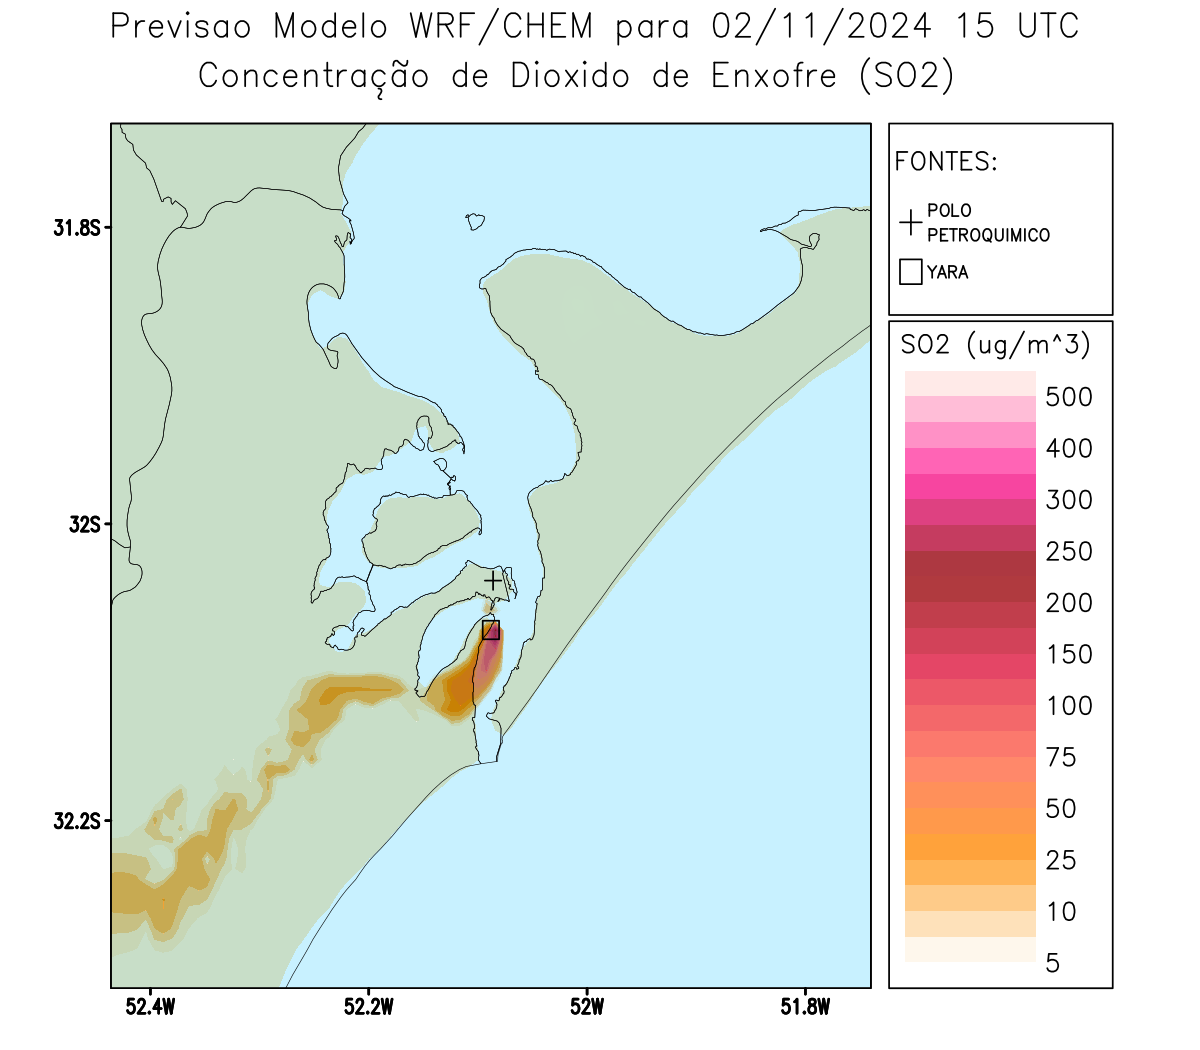 Previsao Modelo WRF/CHEM para 02/11/2024 15 UTC
Concentração de Dioxido de Enxofre (SO2)
FONTES:
POLO
PETROQUIMICO
YARA
SO2 (ug/m^3)
500
400
300
250
200
150
100
75
50
25
10
5
31.8S
32S
32.2S
52.4W
52.2W
52W
51.8W